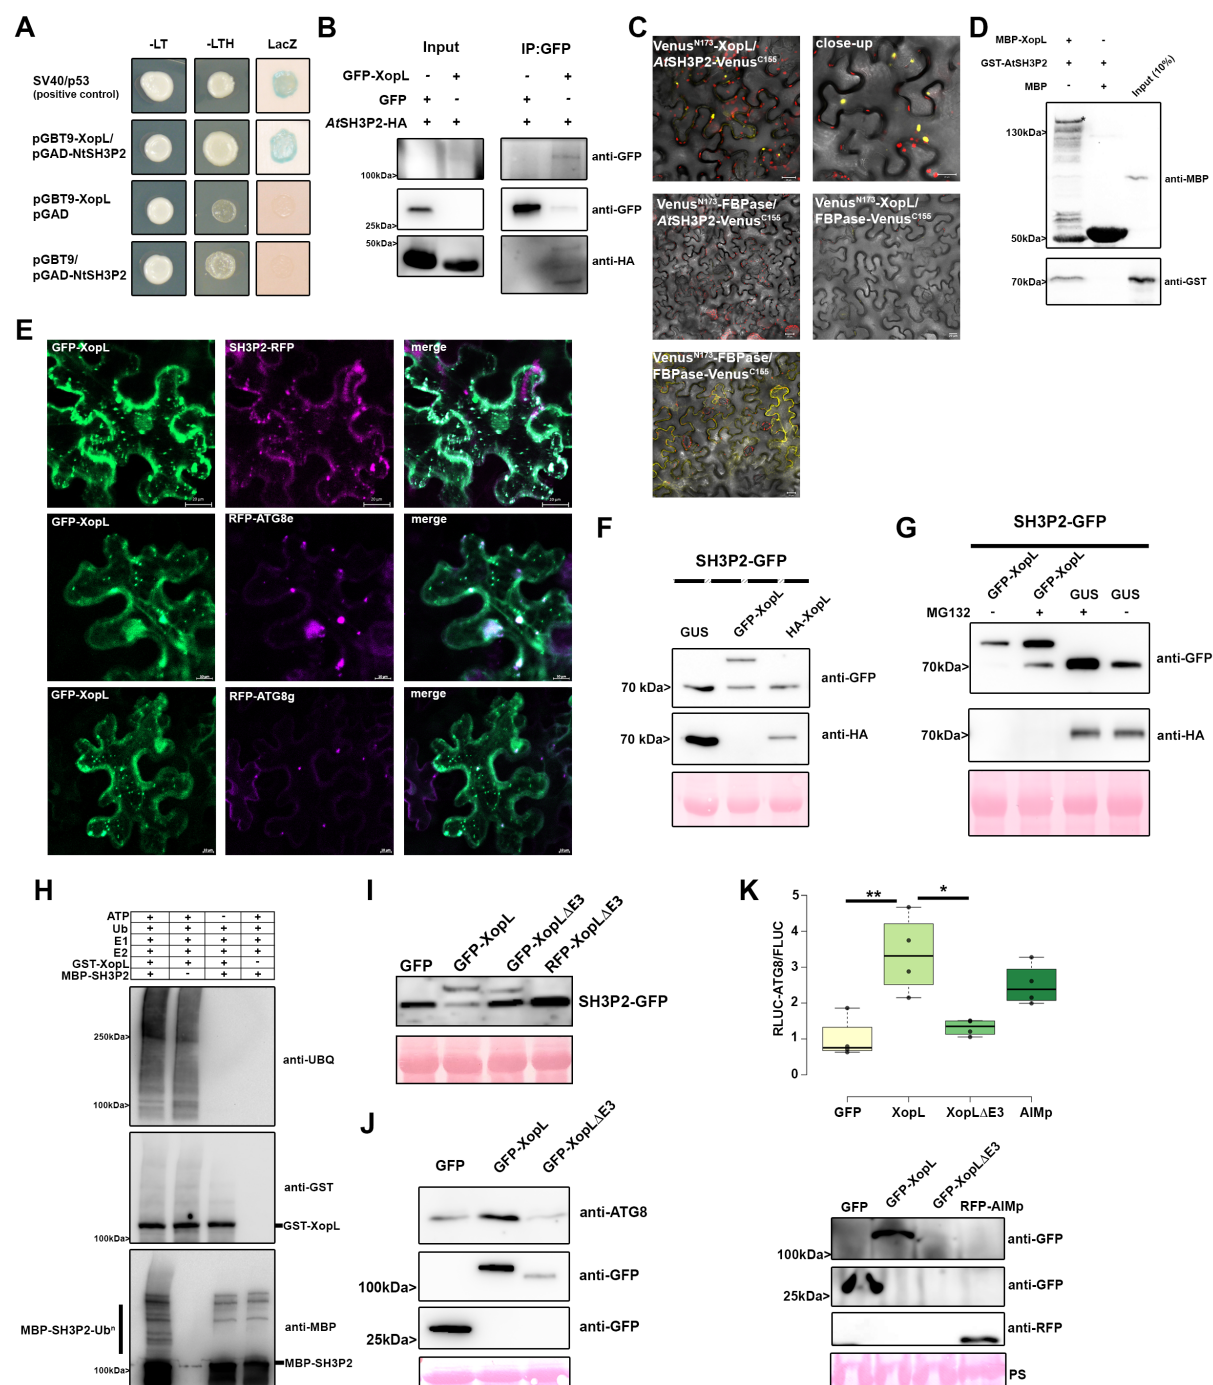 A
-LT
-LTH
LacZ
SV40/p53
(positive control)
pGBT9-XopL/
pGAD-NtSH3P2
pGBT9-XopL
pGAD
pGBT9/
pGAD-NtSH3P2
B
Input
IP:GFP
GFP-XopL
-
+
-
+
GFP
+
-
+
-
AtSH3P2-HA
+
+
+
+
100kDa>
anti-GFP
25kDa>
anti-GFP
50kDa>
anti-HA
C
VenusN173-XopL/
AtSH3P2-VenusC155
close-up
VenusN173-FBPase/
AtSH3P2-VenusC155
VenusN173-XopL/
FBPase-VenusC155
VenusN173-FBPase/
FBPase-VenusC155
D
MBP-XopL
+
-
GST-AtSH3P2
+
+
MBP
-
+
Input (10%)
130kDa>
*
anti-MBP
50kDa>
70kDa>
anti-GST
E
GFP-XopL
SH3P2-RFP
merge
20 µm
20 µm
GFP-XopL
RFP-ATG8e
merge
GFP-XopL
RFP-ATG8g
merge
F
SH3P2-GFP
GUS
GFP-XopL
HA-XopL
70 kDa>
anti-GFP
70 kDa>
anti-HA
G
SH3P2-GFP
GFP-XopL
GFP-XopL
GUS
GUS
MG132
-
+
+
-
70kDa>
anti-GFP
70kDa>
anti-HA
H
ATP
+
+
-
+
Ub
+
+
+
+
E1
+
+
+
+
E2
+
+
+
+
GST-XopL
+
+
+
-
MBP-SH3P2
+
-
+
+
250kDa>
anti-UBQ
100kDa>
anti-GST
GST-XopL
100kDa>
MBP-SH3P2-Ubn
anti-MBP
MBP-SH3P2
100kDa>
I
GFP
GFP-XopL
GFP-XopLΔE3
RFP-XopLΔE3
SH3P2-GFP
J
GFP
GFP-XopL
GFP-XopLΔE3
anti-ATG8
100kDa>
anti-GFP
25kDa>
anti-GFP
K
RLUC-ATG8/FLUC
5
4
3
2
1
0
**
*
GFP
XopL
XopLΔE3
AIMp
GFP
GFP-XopL
GFP-XopLΔE3
RFP-AIMp
100kDa>
anti-GFP
25kDa>
anti-GFP
anti-RFP
PS